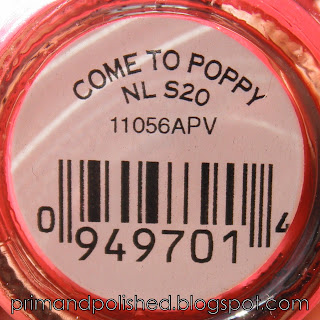 COME TO POPPY
NL S20
11056APV
0 949701 4
primandpolished.blogspot.com